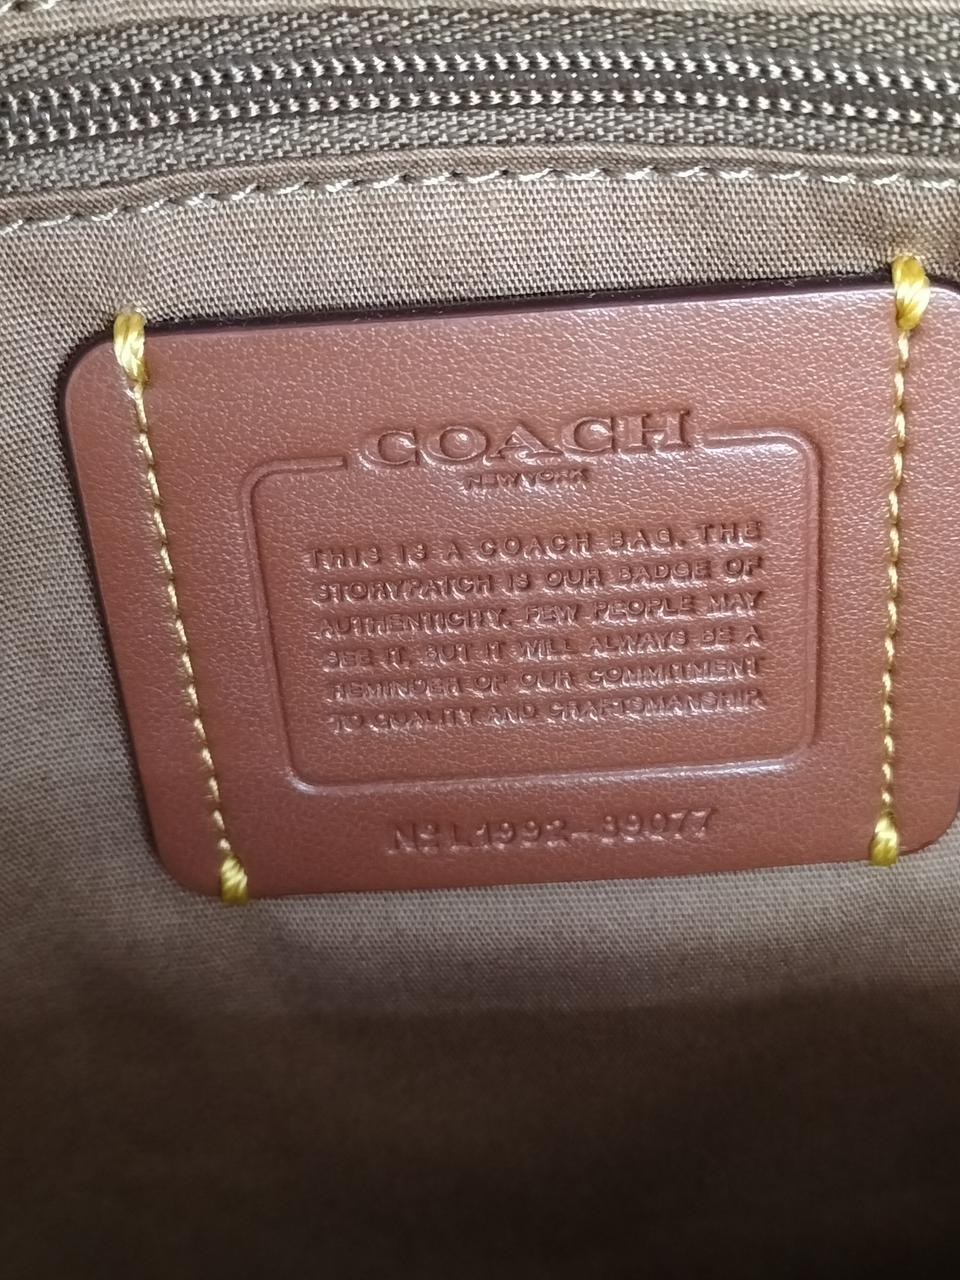 COACH
NEW YORK
THIS IS A COACH BAG. THE
STORYPATCH IS OUR BADGE OF
AUTHENTICITY. FEW PEOPLE MAY
SEE IT, BUT IT WILL ALWAYS BE A
REMINDER OF OUR COMMITMENT
TO QUALITY AND CRAFTSMANSHIP.
Nº L1992-89077